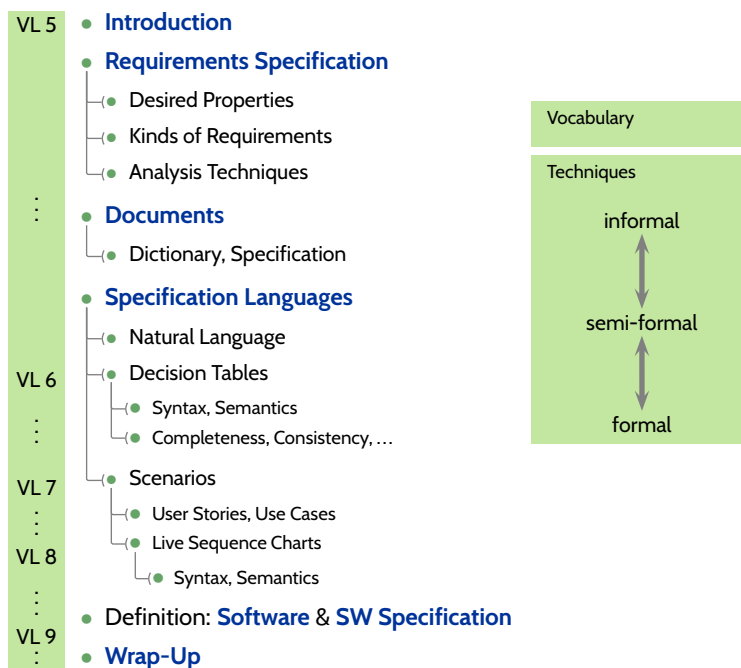 VL 5
Introduction
Requirements Specification
Desired Properties
Kinds of Requirements
Analysis Techniques
⋮
Documents
Dictionary, Specification
Specification Languages
Natural Language
VL 6
Decision Tables
Syntax, Semantics
⋮
Completeness, Consistency, …
VL 7
Scenarios
⋮
User Stories, Use Cases
VL 8
Live Sequence Charts
Syntax, Semantics
⋮
Definition: Software & SW Specification
VL 9
⋮
Wrap-Up
Vocabulary
Techniques
informal
semi-formal
formal